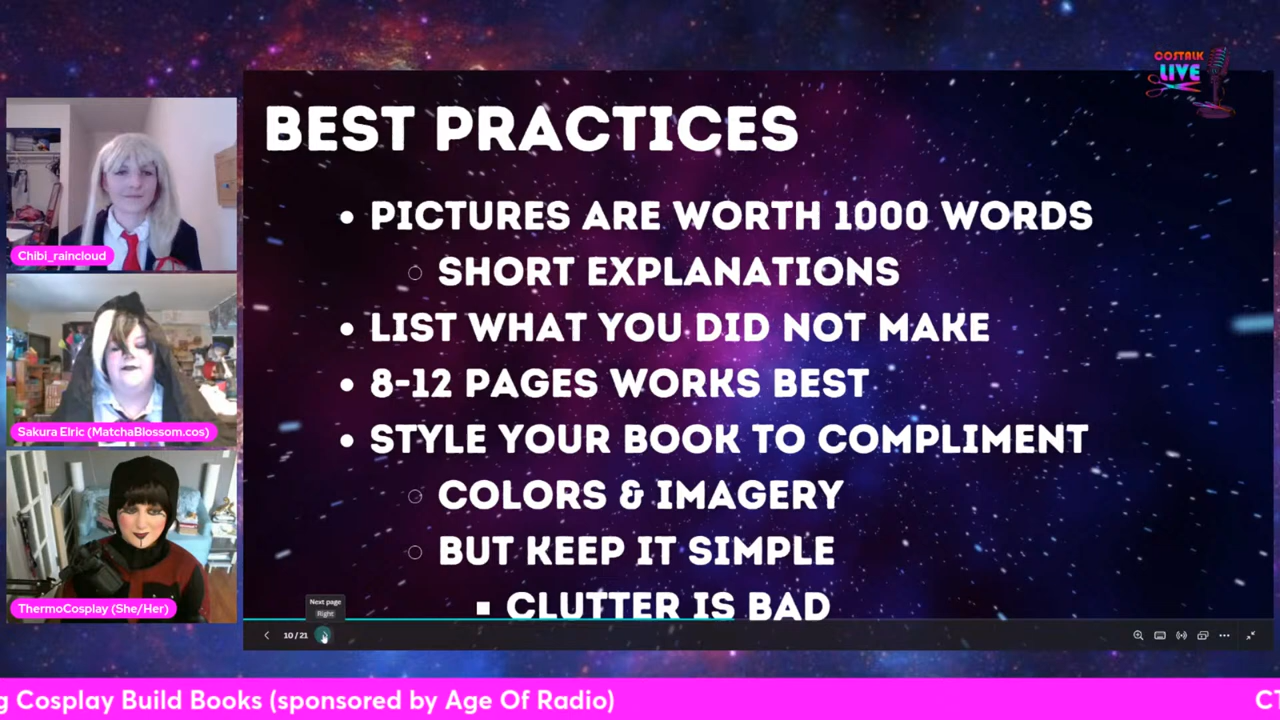 COSTALK
LIVE
BEST PRACTICES
• PICTURES ARE WORTH 1000 WORDS
○ SHORT EXPLANATIONS
• LIST WHAT YOU DID NOT MAKE
• 8-12 PAGES WORKS BEST
• STYLE YOUR BOOK TO COMPLIMENT
○ COLORS & IMAGERY
○ BUT KEEP IT SIMPLE
▪ CLUTTER IS BAD
Chibi_raincloud
Sakura Elric (MatchaBlossom.cos)
ThermoCosplay (She/Her)
Next page
Right
10 / 21
g Cosplay Build Books (sponsored by Age Of Radio)
CT